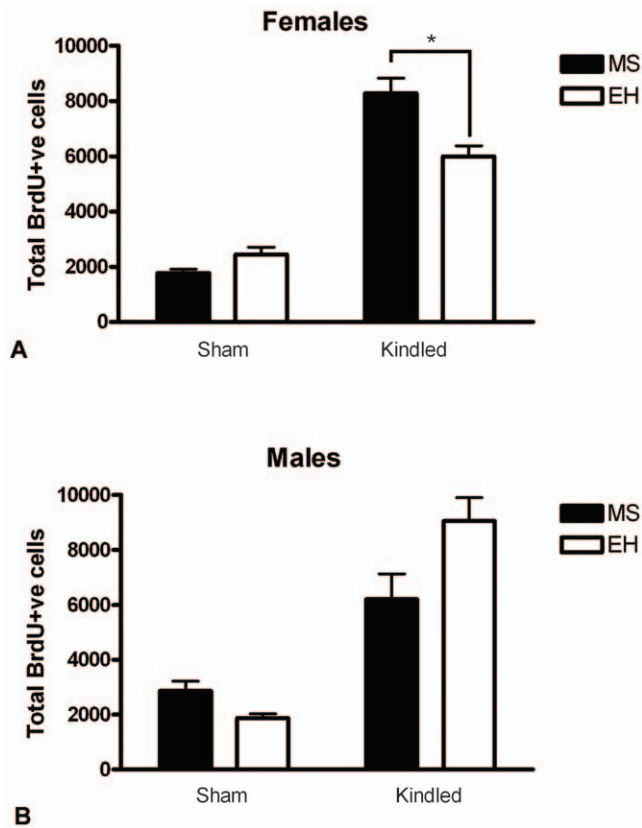 Females
*
MS
EH
Total BrdU+ve cells
10000
8000
6000
4000
2000
0
Sham Kindled
A
Males
MS
EH
Total BrdU+ve cells
10000
8000
6000
4000
2000
0
Sham Kindled
B